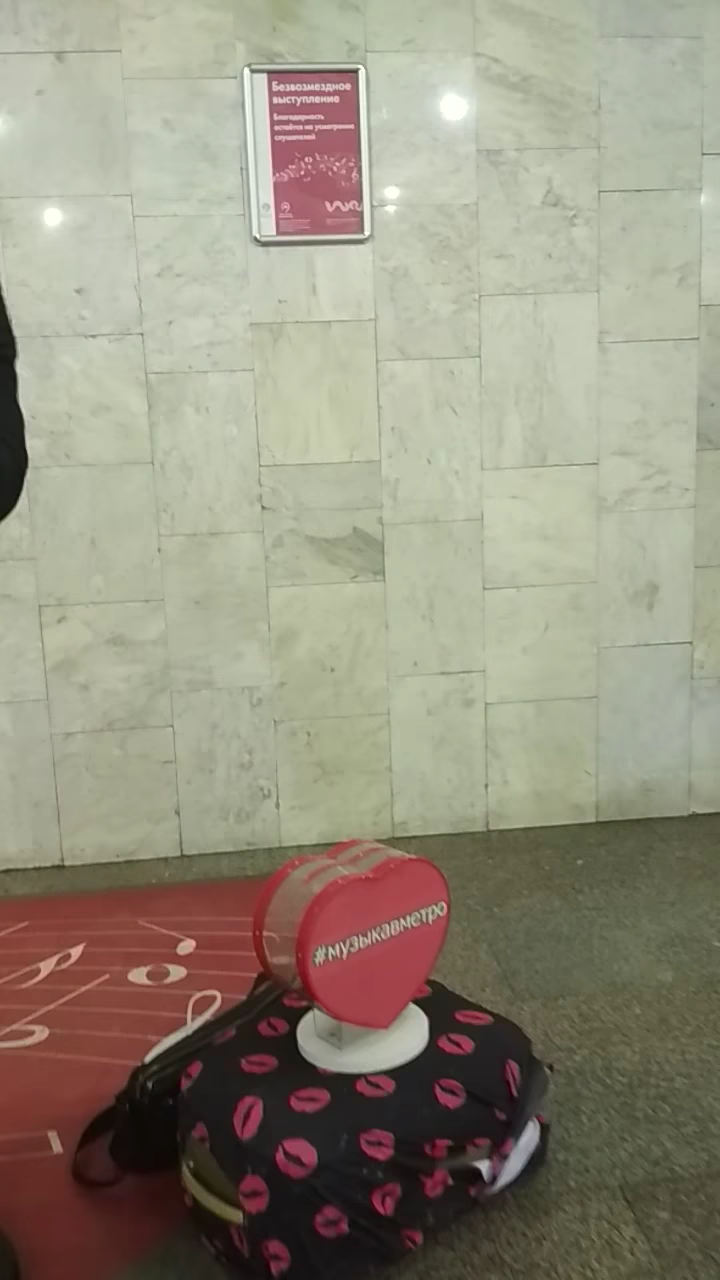 Безвозмездное
выступление
Благодарность
остаётся на усмотрение
слушателей
#музыкавметро